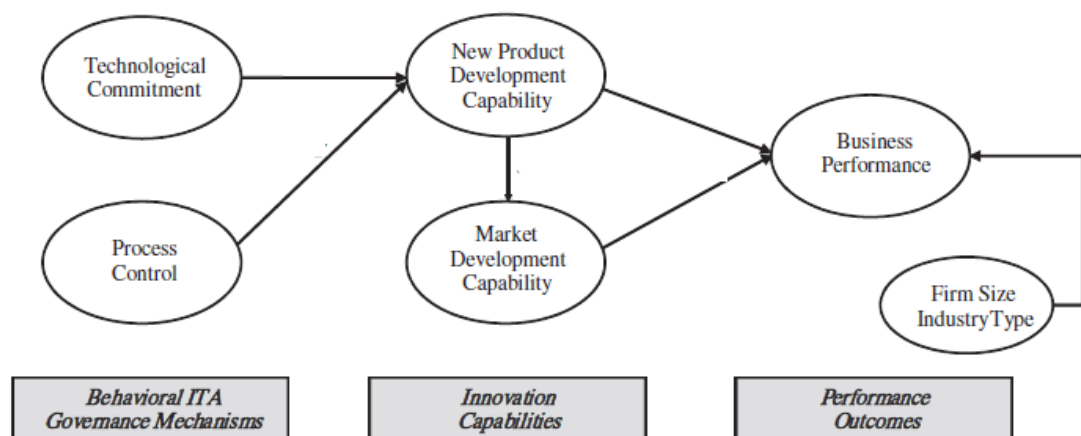 Technological
Commitment
New Product
Development
Capability
Business
Performance
Process
Control
Market
Development
Capability
Firm Size
IndustryType
Behavioral ITA
Governance Mechanisms
Innovation
Capabilities
Performance
Outcomes